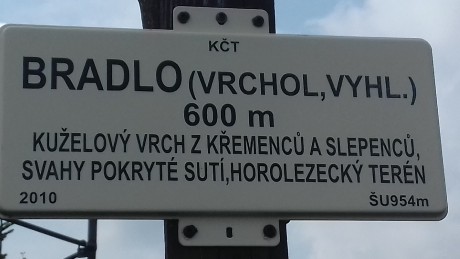 KČT
BRADLO (VRCHOL,VYHL.)
600 m
KUŽELOVÝ VRCH Z KŘEMENCŮ A SLEPENCŮ,
SVAHY POKRYTÉ SUTÍ,HOROLEZECKÝ TERÉN
2010 ŠU954m